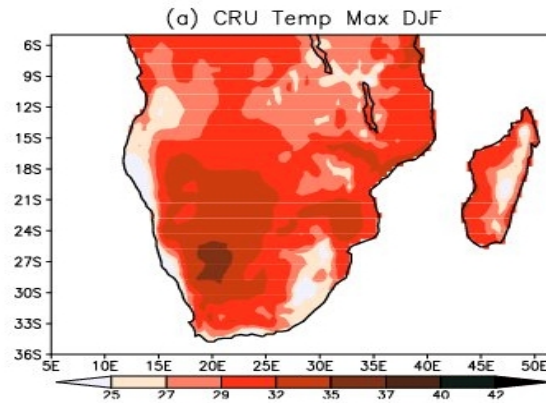 (a) CRU Temp Max DJF
6S
9S
12S
15S
18S
21S
24S
27S
30S
33S
36S
5E 10E 15E 20E 25E 30E 35E 40E 45E 50E
25 27 29 32 35 37 40 42